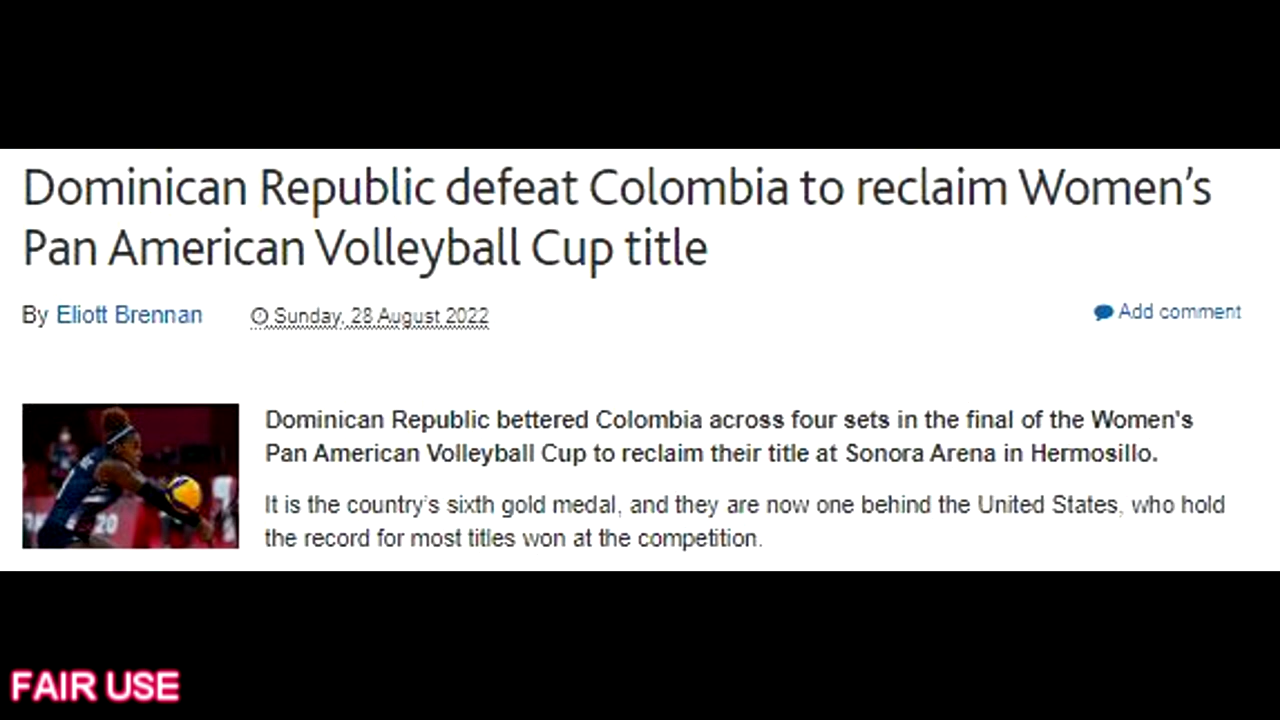 Dominican Republic defeat Colombia to reclaim Women’s
Pan American Volleyball Cup title
By Eliott Brennan Sunday, 28 August 2022 Add comment
Dominican Republic bettered Colombia across four sets in the final of the Women's
Pan American Volleyball Cup to reclaim their title at Sonora Arena in Hermosillo.
It is the country's sixth gold medal, and they are now one behind the United States, who hold
the record for most titles won at the competition.
20
FAIR USE